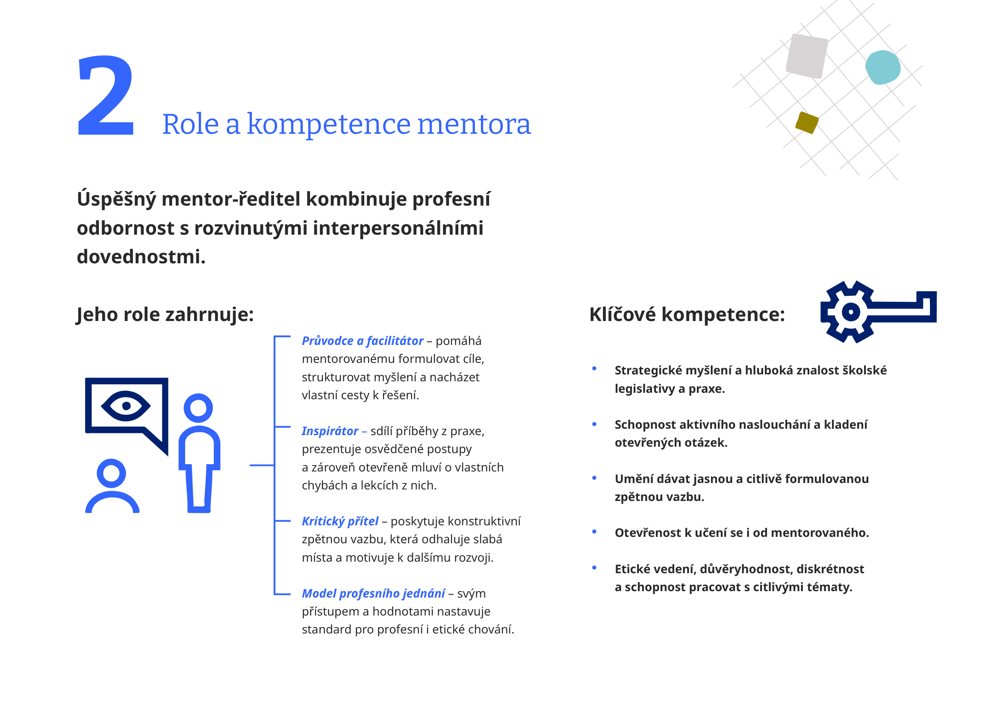 2
Role a kompetence mentora
Úspěšný mentor-ředitel kombinuje profesní
odbornost s rozvinutými interpersonálními
dovednostmi.
Jeho role zahrnuje:
Průvodce a facilitátor – pomáhá
mentorovanému formulovat cíle,
strukturovat myšlení a nacházet
vlastní cesty k řešení.
Inspirátor – sdílí příběhy z praxe,
prezentuje osvědčené postupy
a zároveň otevřeně mluví o vlastních
chybách a lekcích z nich.
Kritický přítel – poskytuje konstruktivní
zpětnou vazbu, která odhaluje slabá
místa a motivuje k dalšímu rozvoji.
Model profesního jednání – svým
přístupem a hodnotami nastavuje
standard pro profesní i etické chování.
Klíčové kompetence:
• Strategické myšlení a hluboká znalost školské
legislativy a praxe.
• Schopnost aktivního naslouchání a kladení
otevřených otázek.
• Umění dávat jasnou a citlivě formulovanou
zpětnou vazbu.
• Otevřenost k učení se i od mentorovaného.
• Etické vedení, důvěryhodnost, diskrétnost
a schopnost pracovat s citlivými tématy.